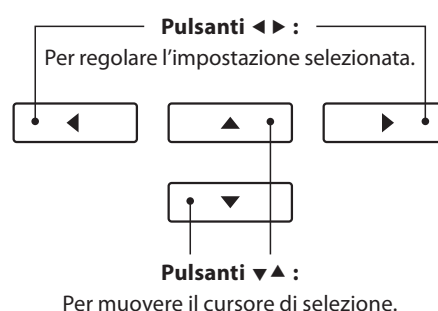 Pulsanti ◄► :
Per regolare l'impostazione selezionata.
Pulsanti ▼▲ :
Per muovere il cursore di selezione.